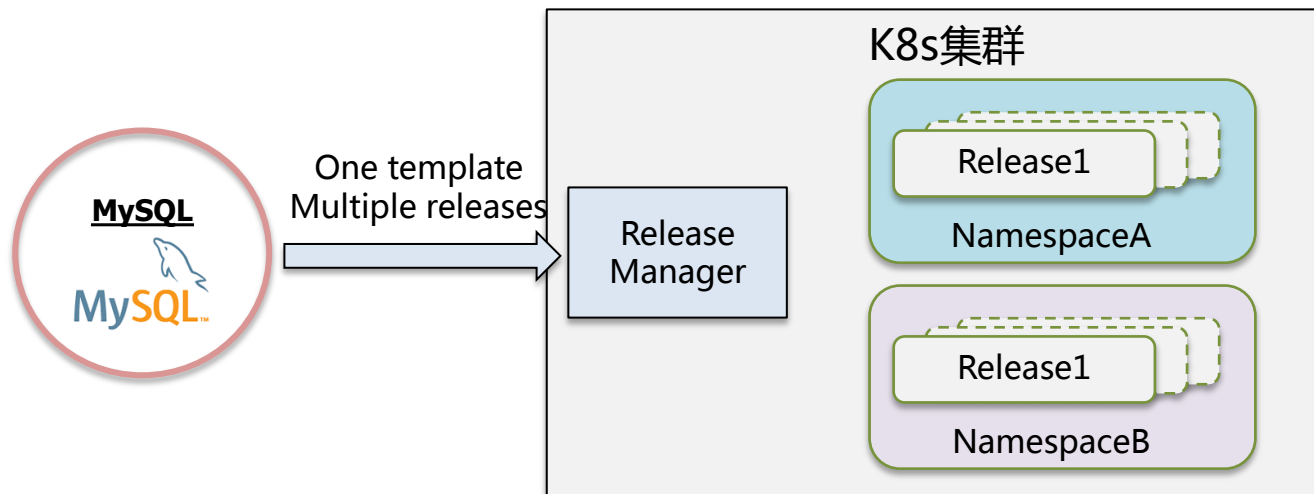 K8s集群
MySQL
MySQL™
One template
Multiple releases
Release
Manager
Release1
NamespaceA
Release1
NamespaceB